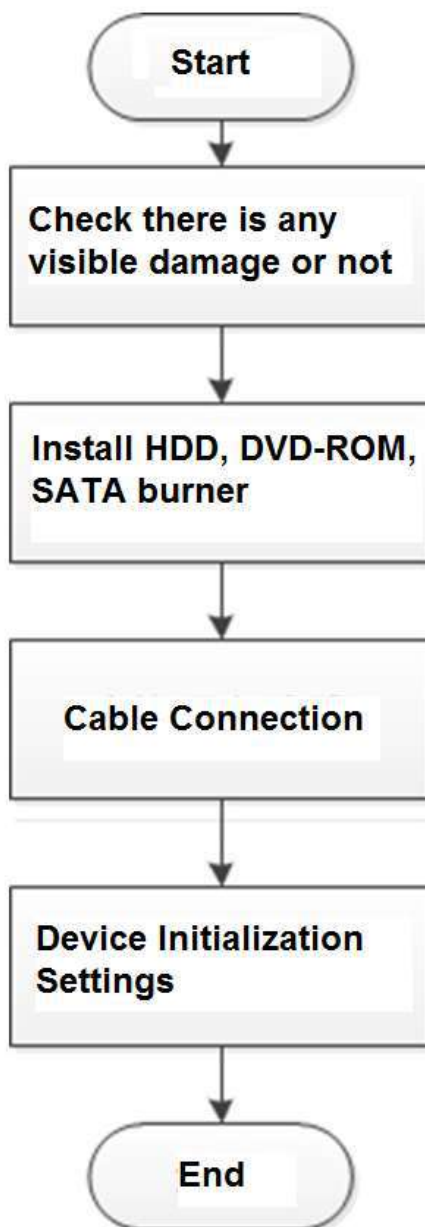 Start
Check there is any
visible damage or not
Install HDD, DVD-ROM,
SATA burner
Cable Connection
Device Initialization
Settings
End